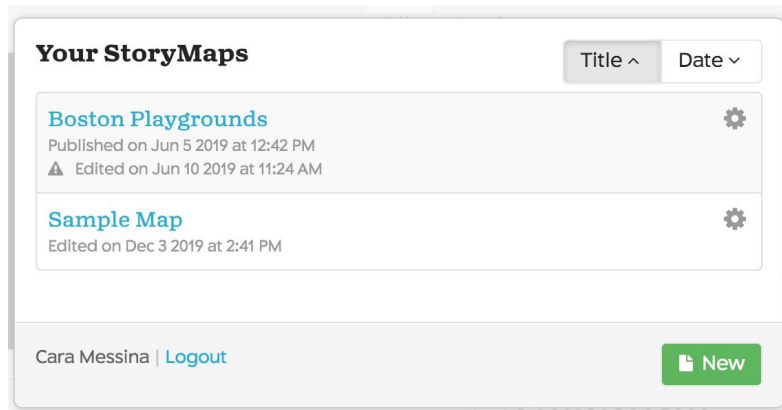 Your StoryMaps
Title
Date
Boston Playgrounds
Published on Jun 5 2019 at 12:42 PM
Edited on Jun 10 2019 at 11:24 AM
Sample Map
Edited on Dec 3 2019 at 2:41 PM
Cara Messina | Logout
New